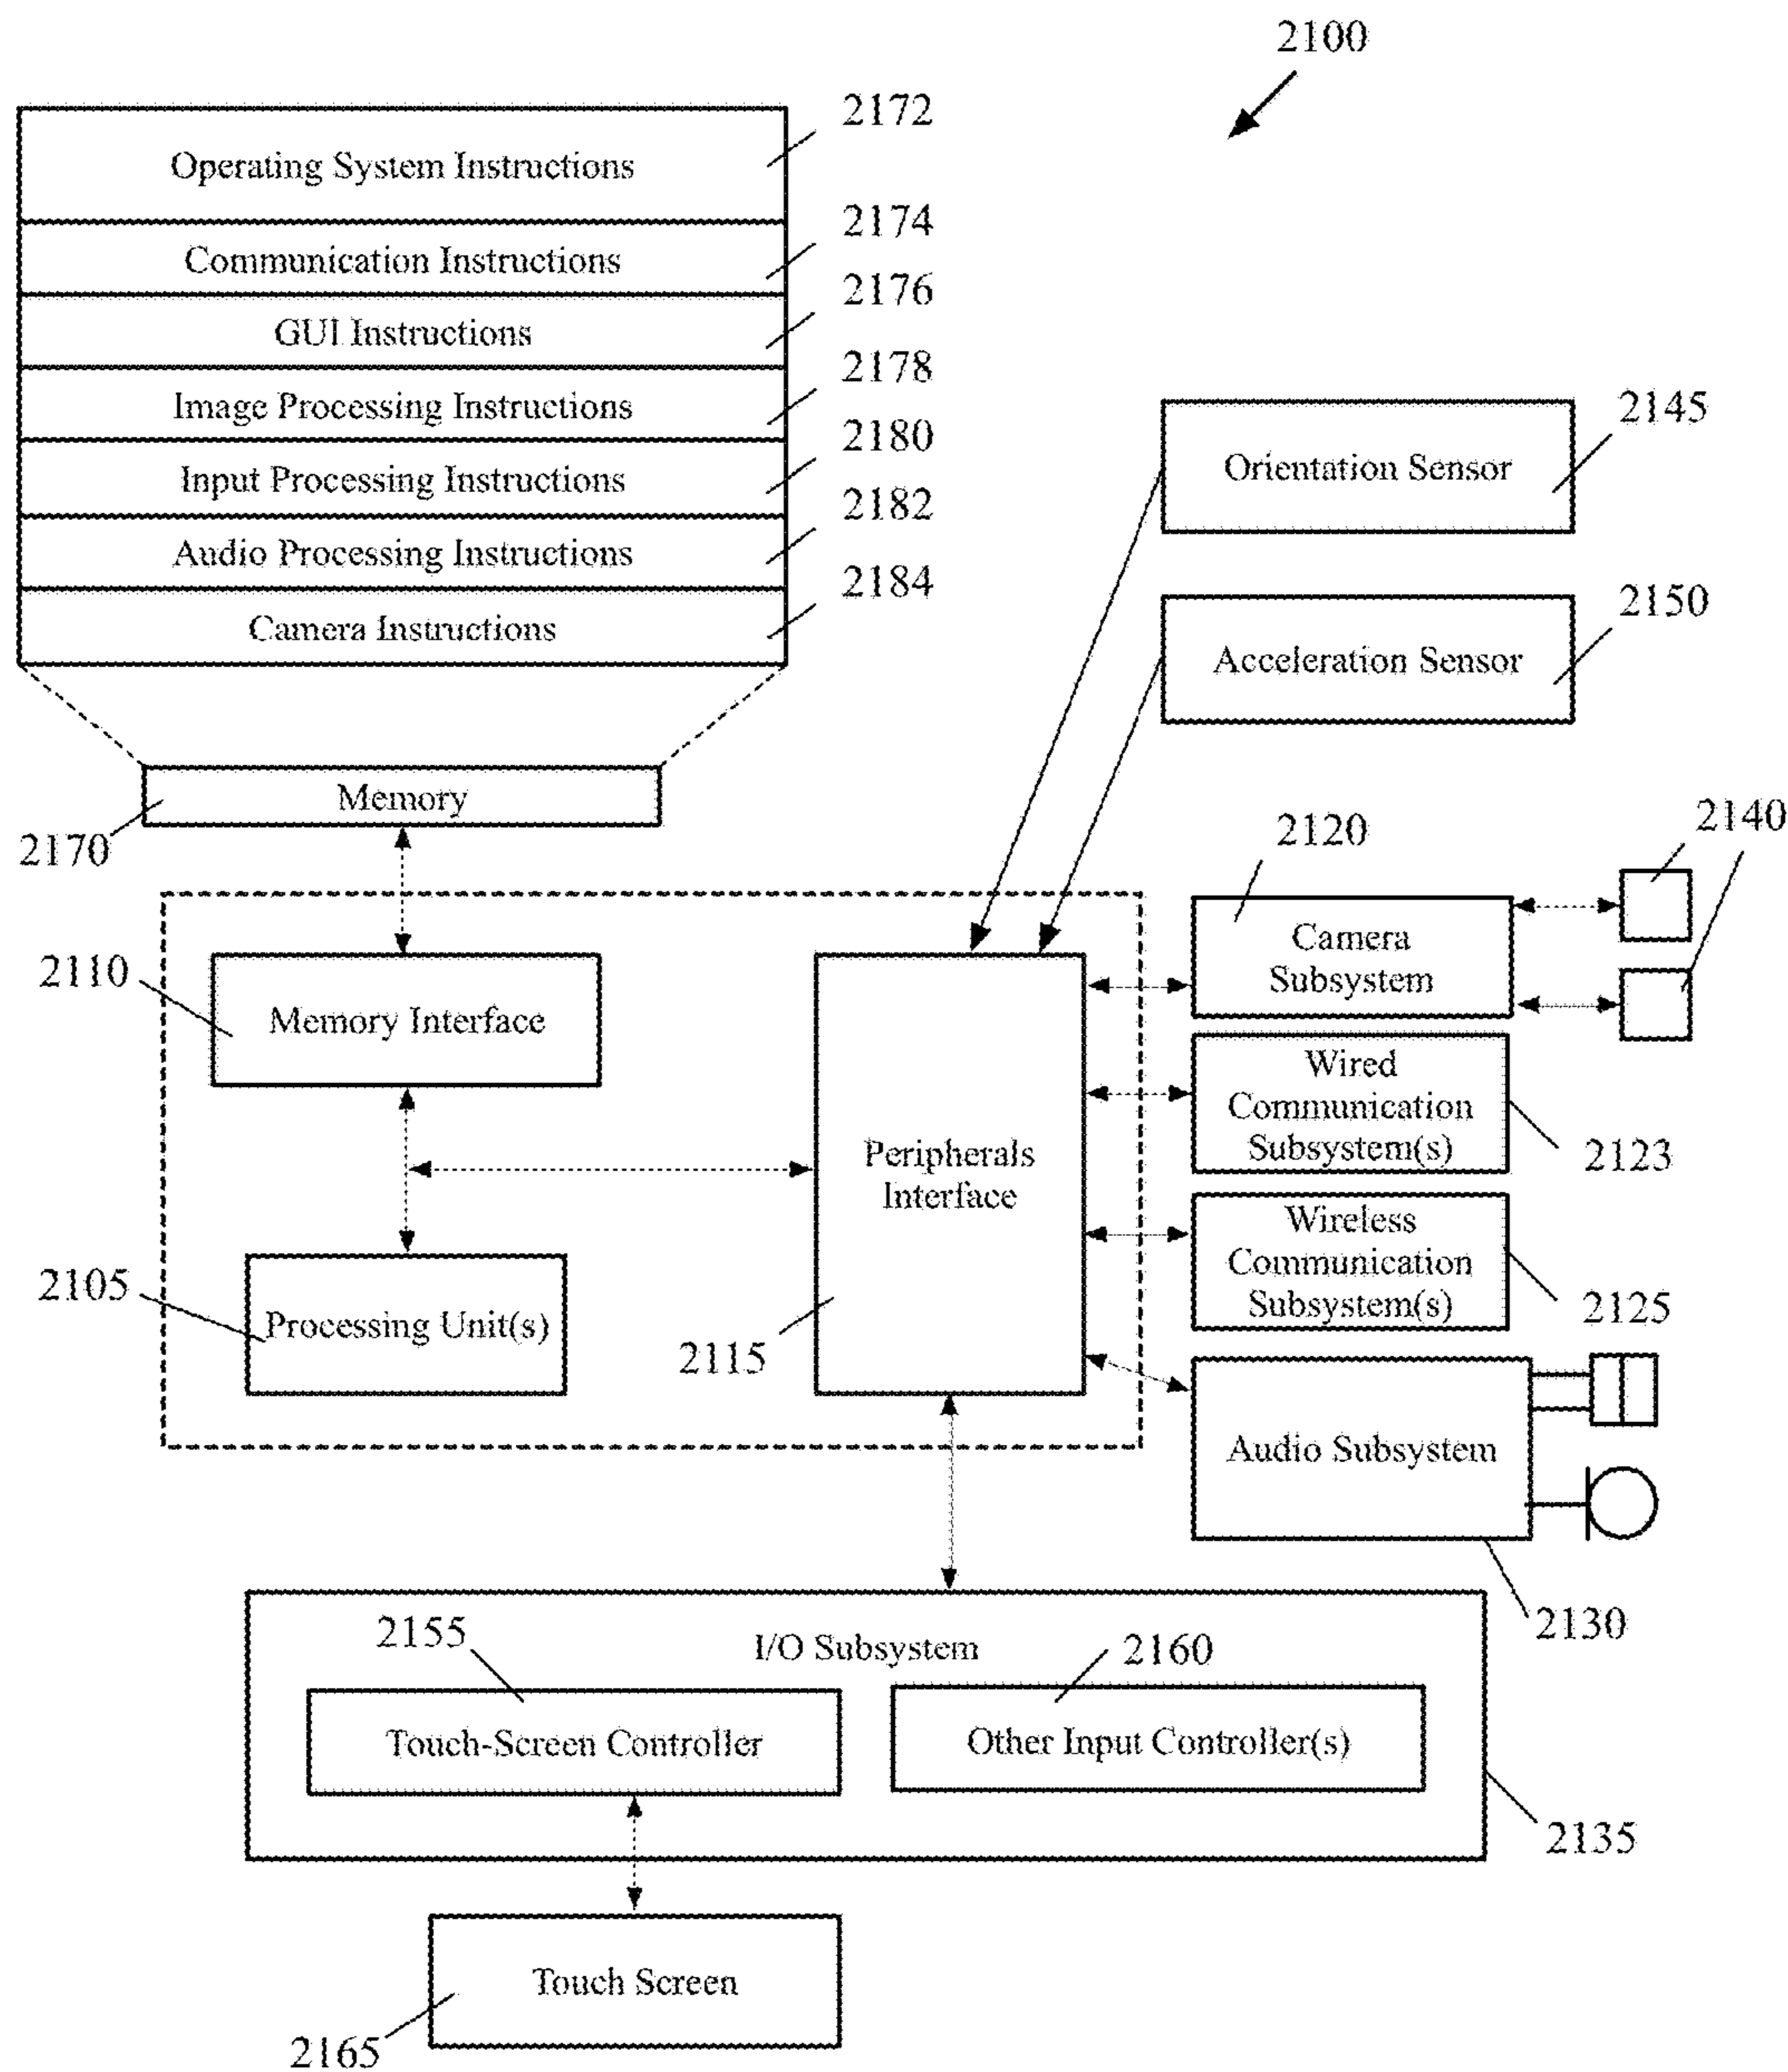 2100
2172
Operating System Instructions
2174
Communication Instructions
2176
GUI Instructions
2178
Image Processing Instructions
2180
Input Processing Instructions
2182
Audio Processing Instructions
2184
Camera Instructions
2145
Orientation Sensor
2150
Acceleration Sensor
Memory
2170
2120
2140
Camera
Subsystem
2110
Memory Interface
Wired
Communication
Subsystem(s)
2123
Peripherals
Interface
2115
Wireless
Communication
Subsystem(s)
2125
2105
Processing Unit(s)
Audio Subsystem
2130
I/O Subsystem
2155
2160
Touch-Screen Controller
Other Input Controller(s)
2135
Touch Screen
2165